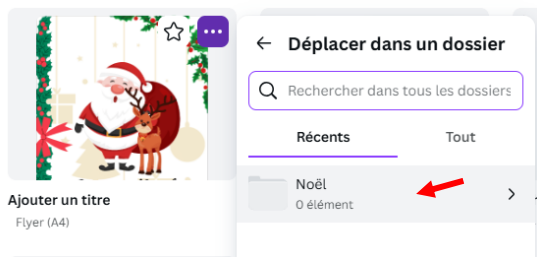 Déplacer dans un dossier
Rechercher dans tous les dossiers
Récents
Tout
Noël
0 élément
Ajouter un titre
Flyer (A4)